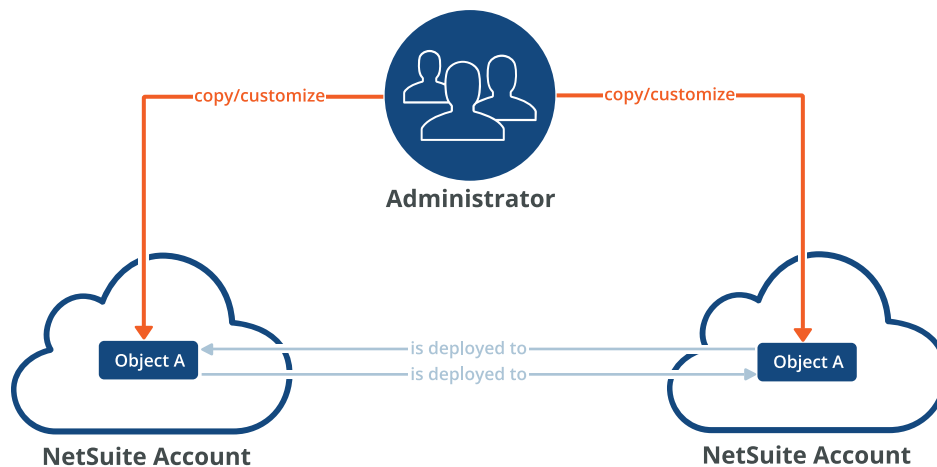 copy/customize
copy/customize
Administrator
Object A
is deployed to
is deployed to
Object A
NetSuite Account
NetSuite Account